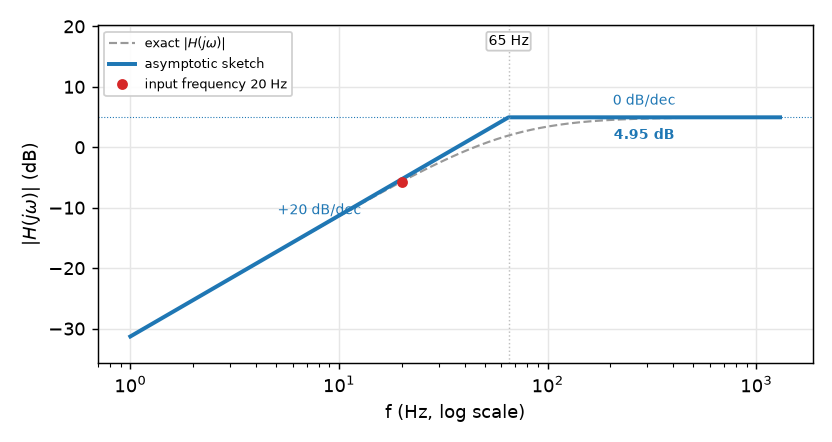 20
10
0
−10
−20
−30
|H(jω)| (dB)
exact |H(jω)|
asymptotic sketch
input frequency 20 Hz
65 Hz
0 dB/dec
4.95 dB
+20 dB/dec
10⁰
10¹
10²
10³
f (Hz, log scale)